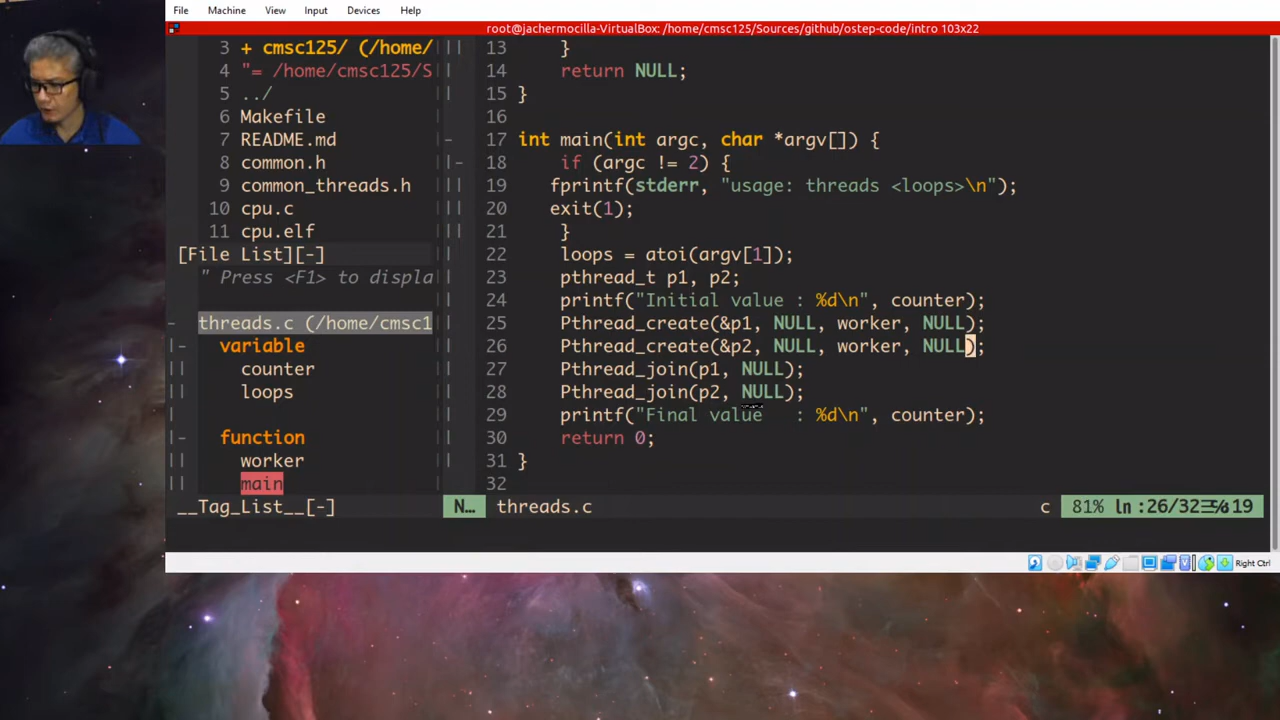 File Machine View Input Devices Help
root@jachermocilla-VirtualBox: /home/cmsc125/Sources/github/ostep-code/intro 103x22
3 + cmsc125/ (/home/
4 "= /home/cmsc125/S
5 ../
6 Makefile
7 README.md
8 common.h
9 common_threads.h
10 cpu.c
11 cpu.elf
[File List][-]
" Press <F1> to displa
threads.c (/home/cmsc1
variable
counter
loops
function
worker
main
__Tag_List__[-]
13 }
14 return NULL;
15 }
16
17 int main(int argc, char *argv[]) {
18 if (argc != 2) {
19 fprintf(stderr, "usage: threads <loops>\n");
20 exit(1);
21 }
22 loops = atoi(argv[1]);
23 pthread_t p1, p2;
24 printf("Initial value : %d\n", counter);
25 Pthread_create(&p1, NULL, worker, NULL);
26 Pthread_create(&p2, NULL, worker, NULL);
27 Pthread_join(p1, NULL);
28 Pthread_join(p2, NULL);
29 printf("Final value   : %d\n", counter);
30 return 0;
31 }
32
N… threads.c c 81% ln :26/32 19
Right Ctrl